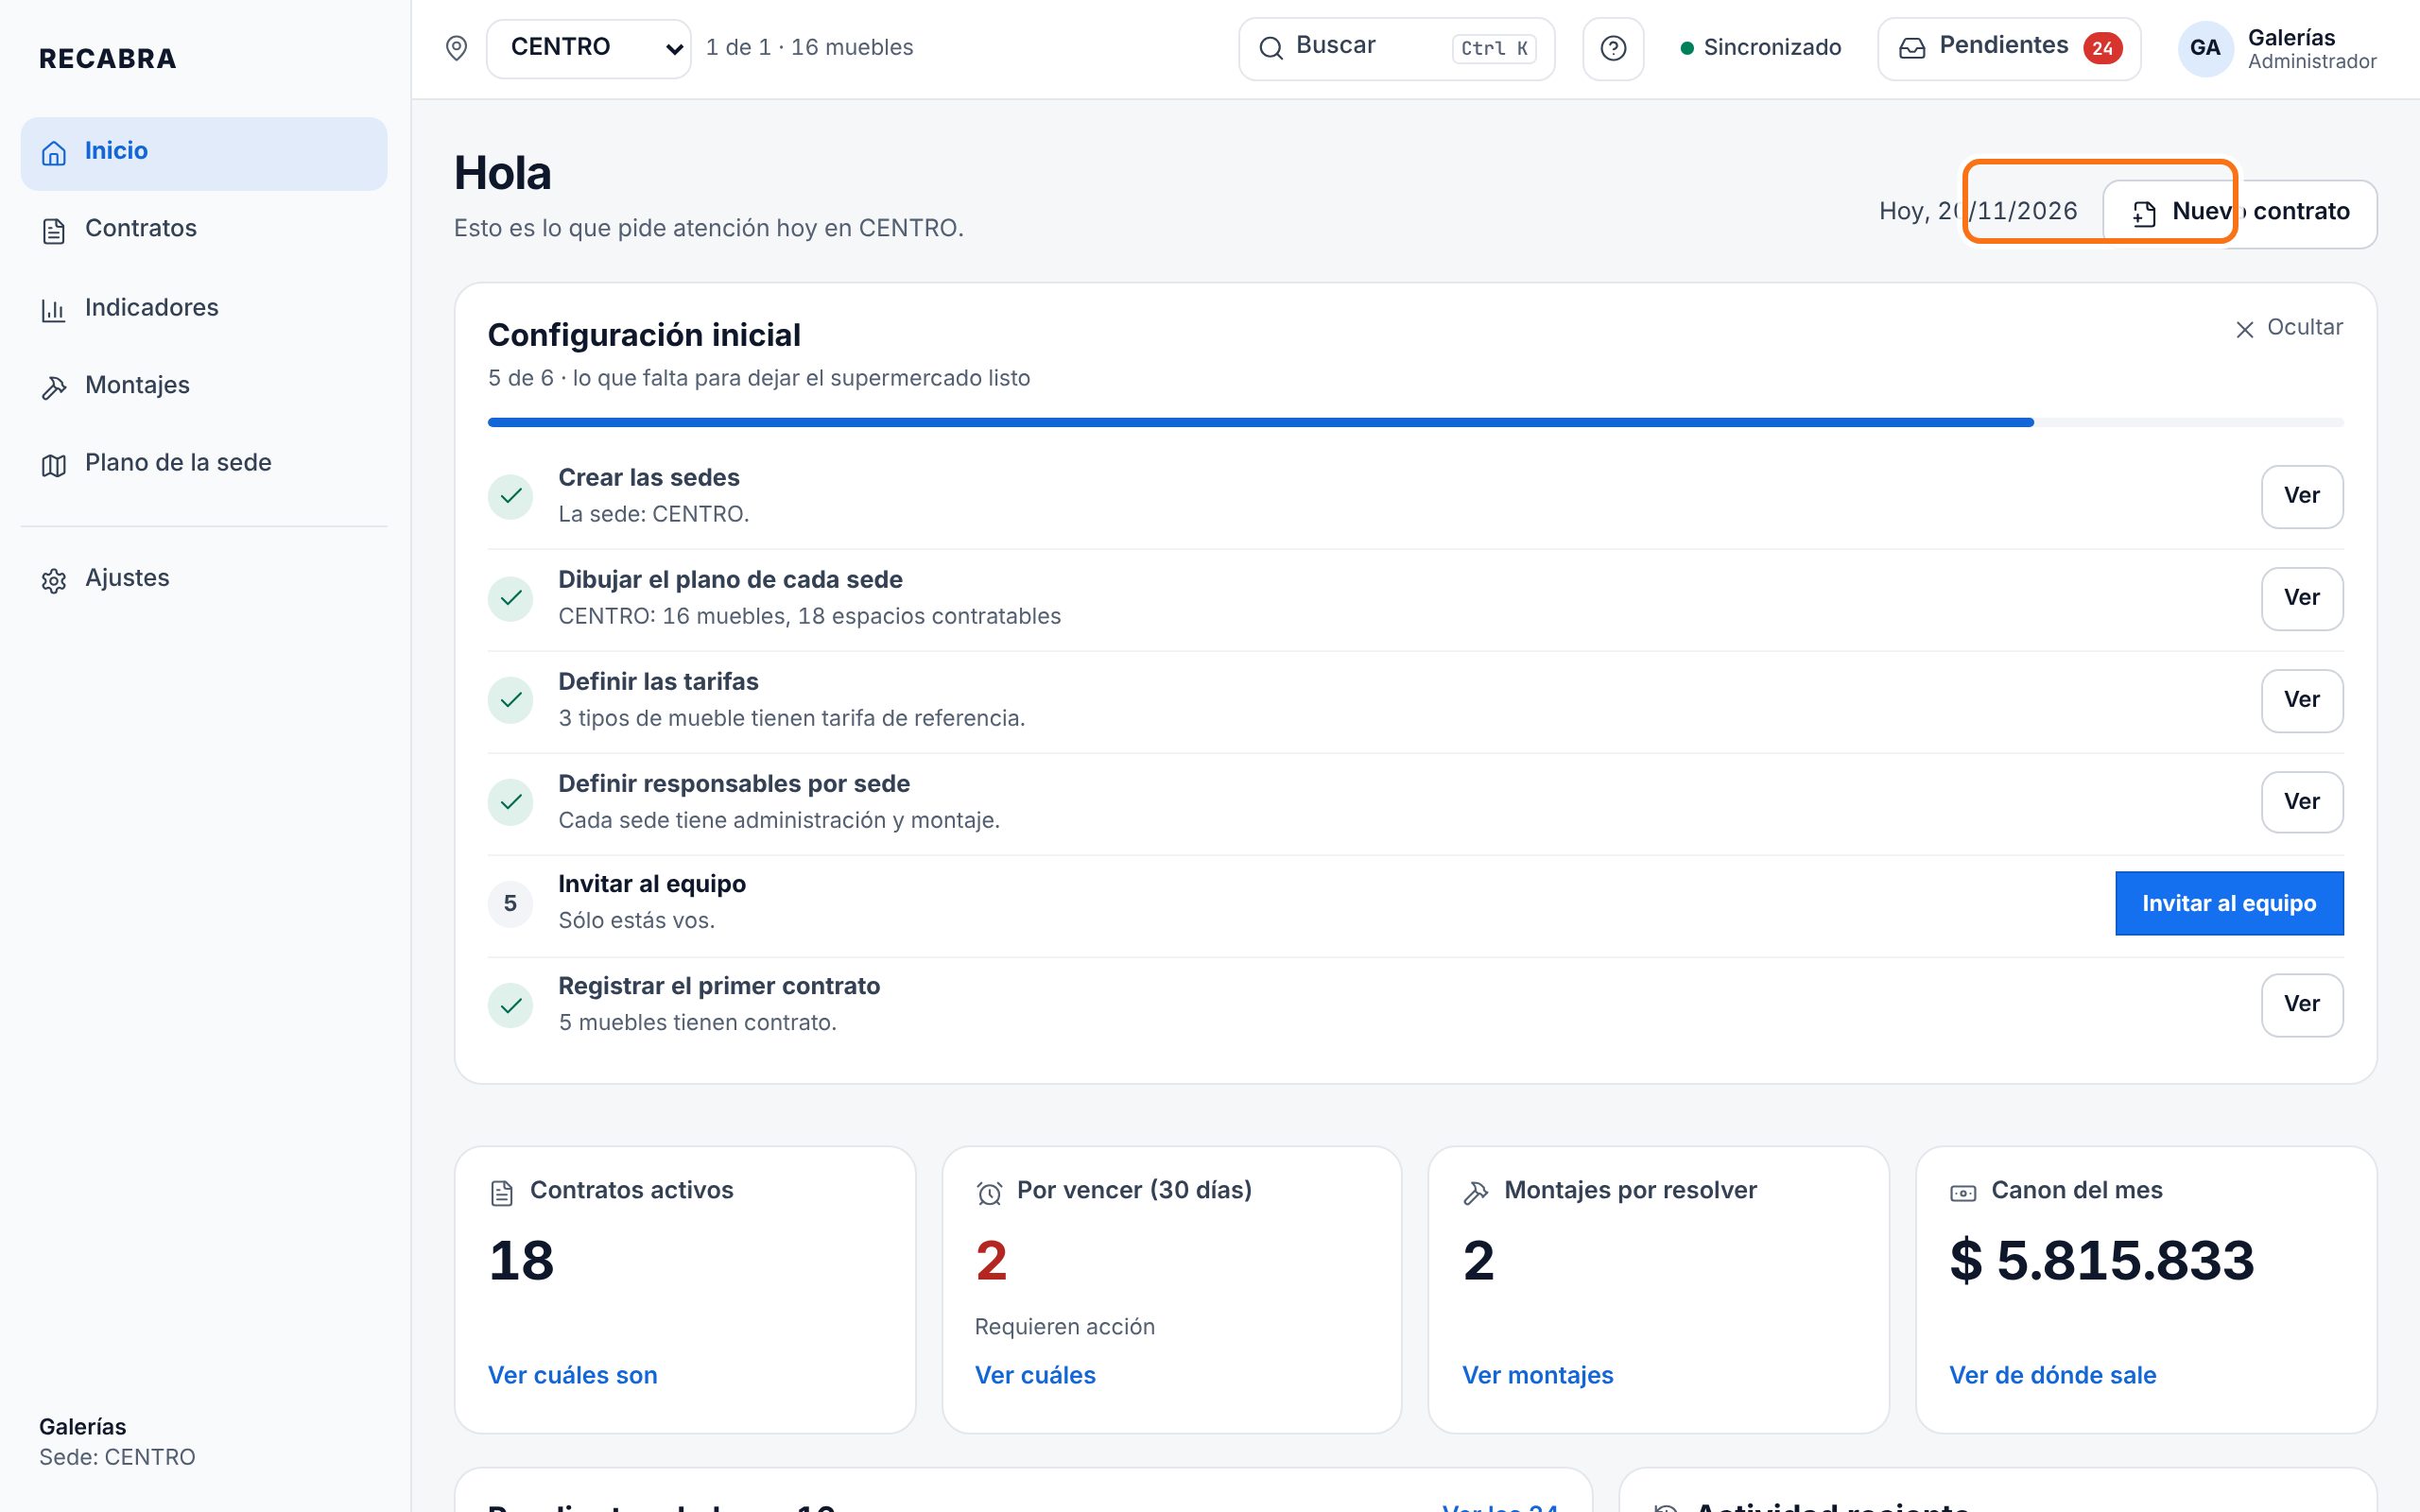 RECABRA
Inicio
Contratos
Indicadores
Montajes
Plano de la sede
Ajustes
Galerías
Sede: CENTRO
CENTRO
1 de 1 · 16 muebles
Buscar
Ctrl K
Sincronizado
Pendientes
24
GA
Galerías
Administrador
Hola
Esto es lo que pide atención hoy en CENTRO.
Hoy, /11/2026
contrato
Configuración inicial
Ocultar
5 de 6 · lo que falta para dejar el supermercado listo
Crear las sedes
La sede: CENTRO.
Ver
Dibujar el plano de cada sede
CENTRO: 16 muebles, 18 espacios contratables
Ver
Definir las tarifas
3 tipos de mueble tienen tarifa de referencia.
Ver
Definir responsables por sede
Cada sede tiene administración y montaje.
Ver
5
Invitar al equipo
Sólo estás vos.
Invitar al equipo
Registrar el primer contrato
5 muebles tienen contrato.
Ver
Contratos activos
18
Ver cuáles son
Por vencer (30 días)
2
Requieren acción
Ver cuáles
Montajes por resolver
2
Ver montajes
Canon del mes
$ 5.815.833
Ver de dónde sale